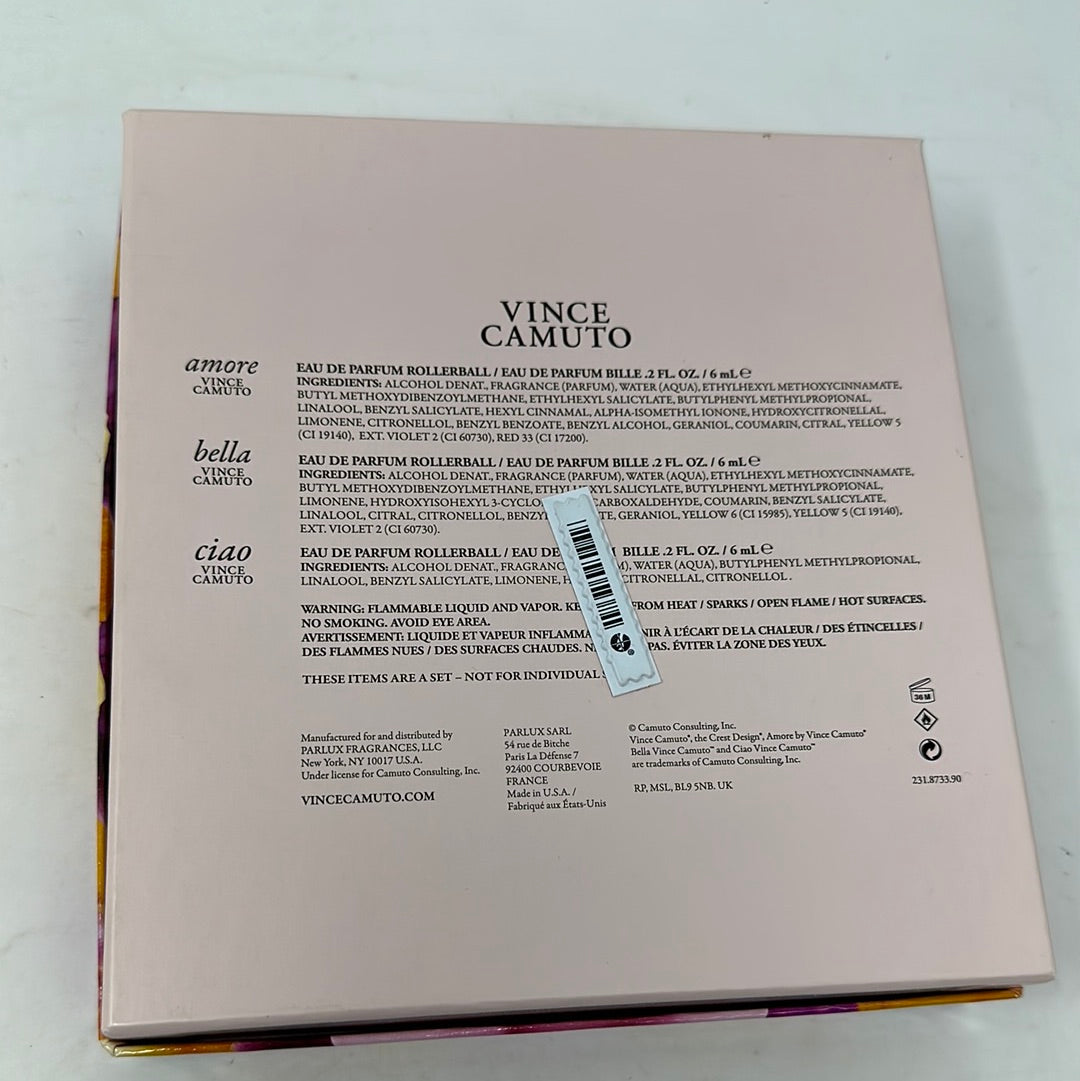 VINCE
CAMUTO
amore
VINCE
CAMUTO
EAU DE PARFUM ROLLERBALL / EAU DE PARFUM BILLE .2 FL. OZ. / 6 mL ℮
INGREDIENTS: ALCOHOL DENAT., FRAGRANCE (PARFUM), WATER (AQUA), ETHYLHEXYL METHOXYCINNAMATE,
BUTYL METHOXYDIBENZOYLMETHANE, ETHYLHEXYL SALICYLATE, BUTYLPHENYL METHYLPROPIONAL,
LINALOOL, BENZYL SALICYLATE, HEXYL CINNAMAL, ALPHA-ISOMETHYL IONONE, HYDROXYCITRONELLAL,
LIMONENE, CITRONELLOL, BENZYL BENZOATE, BENZYL ALCOHOL, GERANIOL, COUMARIN, CITRAL, YELLOW 5
(CI 19140), EXT. VIOLET 2 (CI 60730), RED 33 (CI 17200).
bella
VINCE
CAMUTO
EAU DE PARFUM ROLLERBALL / EAU DE PARFUM BILLE .2 FL. OZ. / 6 mL ℮
INGREDIENTS: ALCOHOL DENAT., FRAGRANCE (PARFUM), WATER (AQUA), ETHYLHEXYL METHOXYCINNAMATE,
BUTYL METHOXYDIBENZOYLMETHANE, ETHYLHEXYL SALICYLATE, BUTYLPHENYL METHYLPROPIONAL,
LIMONENE, HYDROXYISOHEXYL 3-CYCLO CARBOXALDEHYDE, COUMARIN, BENZYL SALICYLATE,
LINALOOL, CITRAL, CITRONELLOL, BENZY TE, GERANIOL, YELLOW 6 (CI 15985), YELLOW 5 (CI 19140),
EXT. VIOLET 2 (CI 60730).
ciao
VINCE
CAMUTO
EAU DE PARFUM ROLLERBALL / EAU DE BILLE .2 FL. OZ. / 6 mL ℮
INGREDIENTS: ALCOHOL DENAT., FRAGRANC M), WATER (AQUA), BUTYLPHENYL METHYLPROPIONAL,
LINALOOL, BENZYL SALICYLATE, LIMONENE, H CITRONELLAL, CITRONELLOL.
WARNING: FLAMMABLE LIQUID AND VAPOR. KE FROM HEAT / SPARKS / OPEN FLAME / HOT SURFACES.
NO SMOKING. AVOID EYE AREA.
AVERTISSEMENT: LIQUIDE ET VAPEUR INFLAMMA NIR À L'ÉCART DE LA CHALEUR / DES ÉTINCELLES /
DES FLAMMES NUES / DES SURFACES CHAUDES. N PAS. ÉVITER LA ZONE DES YEUX.
THESE ITEMS ARE A SET – NOT FOR INDIVIDUAL
Manufactured for and distributed by
PARLUX FRAGRANCES, LLC
New York, NY 10017 U.S.A.
Under license for Camuto Consulting, Inc.
VINCECAMUTO.COM
PARLUX SARL
54 rue de Bitche
Paris La Défense 7
92400 COURBEVOIE
FRANCE
Made in U.S.A. /
Fabriqué aux États-Unis
© Camuto Consulting, Inc.
Vince Camuto®, the Crest Design®, Amore by Vince Camuto®
Bella Vince Camuto™ and Ciao Vince Camuto™
are trademarks of Camuto Consulting, Inc.
RP, MSL, BL9 5NB. UK
36 M
231.8733.90